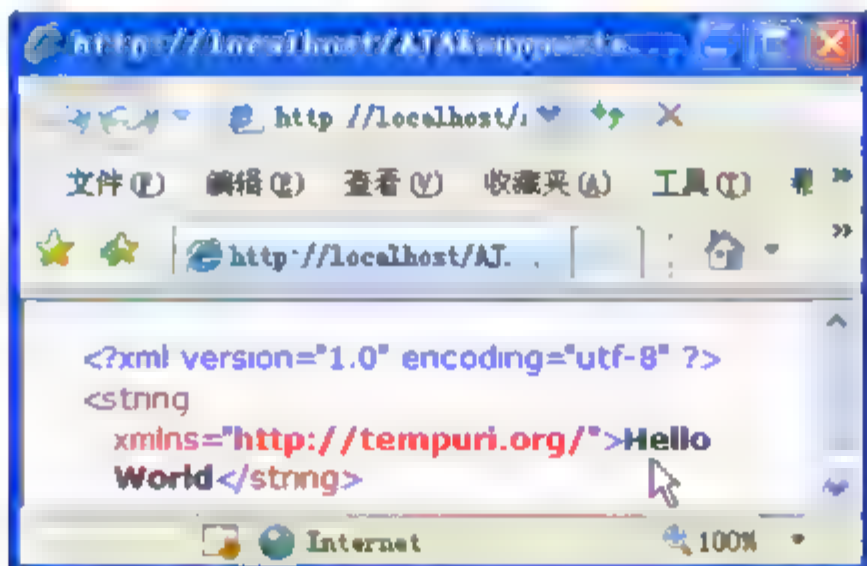 http://localhost/
http //localhost/
文件(F) 编辑(E) 查看(V) 收藏夹(A) 工具(T)
http://localhost/AJ...
<?xml version="1.0" encoding="utf-8" ?>
<string
xmlns="http://tempuri.org/">Hello
World</string>
Internet 100%